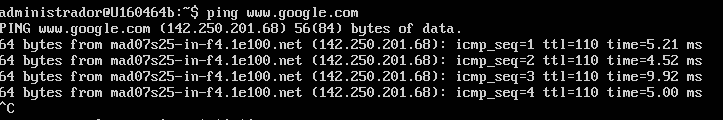 administrador@U160464b:~$ ping www.google.com
PING www.google.com (142.250.201.68) 56(84) bytes of data.
64 bytes from mad07s25-in-f4.1e100.net (142.250.201.68): icmp_seq=1 ttl=110 time=5.21 ms
64 bytes from mad07s25-in-f4.1e100.net (142.250.201.68): icmp_seq=2 ttl=110 time=4.52 ms
64 bytes from mad07s25-in-f4.1e100.net (142.250.201.68): icmp_seq=3 ttl=110 time=9.92 ms
64 bytes from mad07s25-in-f4.1e100.net (142.250.201.68): icmp_seq=4 ttl=110 time=5.00 ms
^C